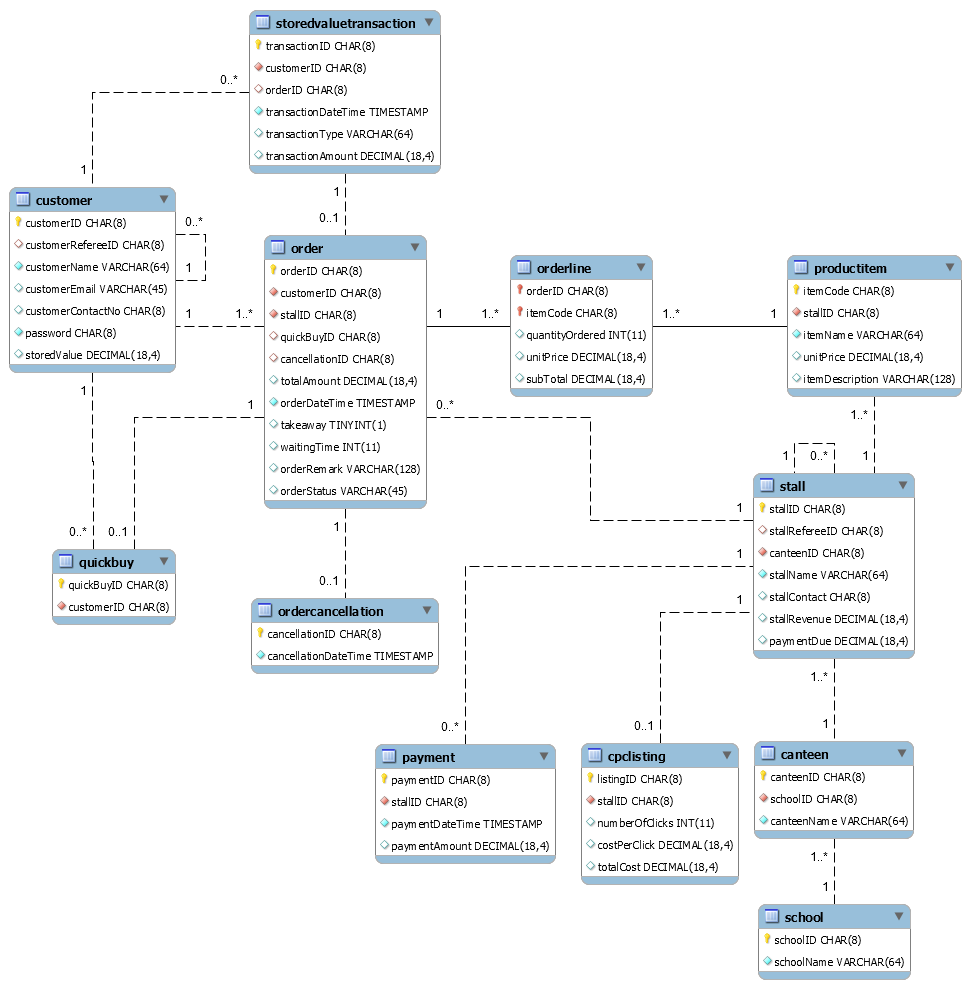 storedvaluetransaction
transactionID CHAR(8)
customerID CHAR(8)
orderID CHAR(8)
transactionDateTime TIMESTAMP
transactionType VARCHAR(64)
transactionAmount DECIMAL(18,4)
0..*
1
1
0..1
customer
customerID CHAR(8)
customerRefereeID CHAR(8)
customerName VARCHAR(64)
customerEmail VARCHAR(45)
customerContactNo CHAR(8)
password CHAR(8)
storedValue DECIMAL(18,4)
0..*
1
1
1..*
order
orderID CHAR(8)
customerID CHAR(8)
stallID CHAR(8)
quickBuyID CHAR(8)
cancellationID CHAR(8)
totalAmount DECIMAL(18,4)
orderDateTime TIMESTAMP
takeaway TINYINT(1)
waitingTime INT(11)
orderRemark VARCHAR(128)
orderStatus VARCHAR(45)
1
1..*
orderline
orderID CHAR(8)
itemCode CHAR(8)
quantityOrdered INT(11)
unitPrice DECIMAL(18,4)
subTotal DECIMAL(18,4)
1..*
1
productitem
itemCode CHAR(8)
stallID CHAR(8)
itemName VARCHAR(64)
unitPrice DECIMAL(18,4)
itemDescription VARCHAR(128)
1
1
0..*
1..*
1
0..*
1
stall
stallID CHAR(8)
stallRefereeID CHAR(8)
canteenID CHAR(8)
stallName VARCHAR(64)
stallContact CHAR(8)
stallRevenue DECIMAL(18,4)
paymentDue DECIMAL(18,4)
1
1
1
0..*
0..1
quickbuy
quickBuyID CHAR(8)
customerID CHAR(8)
1
0..1
ordercancellation
cancellationID CHAR(8)
cancellationDateTime TIMESTAMP
0..*
payment
paymentID CHAR(8)
stallID CHAR(8)
paymentDateTime TIMESTAMP
paymentAmount DECIMAL(18,4)
0..1
cpclisting
listingID CHAR(8)
stallID CHAR(8)
numberOfClicks INT(11)
costPerClick DECIMAL(18,4)
totalCost DECIMAL(18,4)
1..*
1
canteen
canteenID CHAR(8)
schoolID CHAR(8)
canteenName VARCHAR(64)
1..*
1
school
schoolID CHAR(8)
schoolName VARCHAR(64)